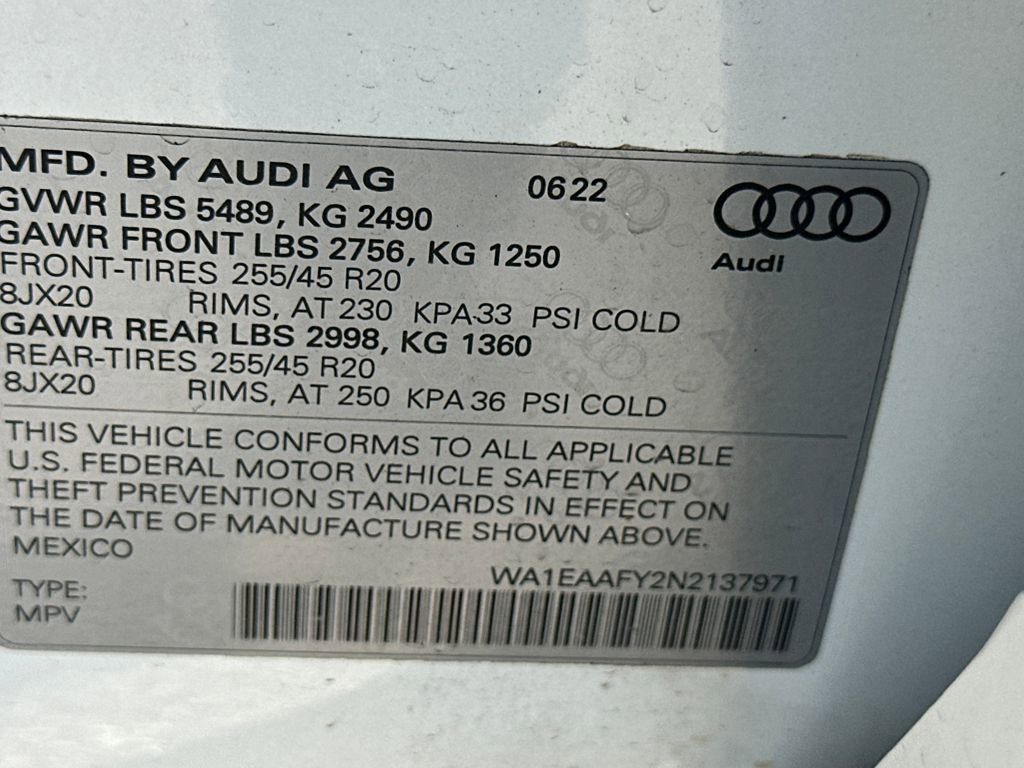 MFD. BY AUDI AG 0622
GVWR LBS 5489, KG 2490
GAWR FRONT LBS 2756, KG 1250
FRONT-TIRES 255/45 R20
8JX20 RIMS, AT 230 KPA 33 PSI COLD
GAWR REAR LBS 2998, KG 1360
REAR-TIRES 255/45 R20
8JX20 RIMS, AT 250 KPA 36 PSI COLD
Audi
THIS VEHICLE CONFORMS TO ALL APPLICABLE
U.S. FEDERAL MOTOR VEHICLE SAFETY AND
THEFT PREVENTION STANDARDS IN EFFECT ON
THE DATE OF MANUFACTURE SHOWN ABOVE.
MEXICO
WA1EAAFY2N2137971
TYPE:
MPV